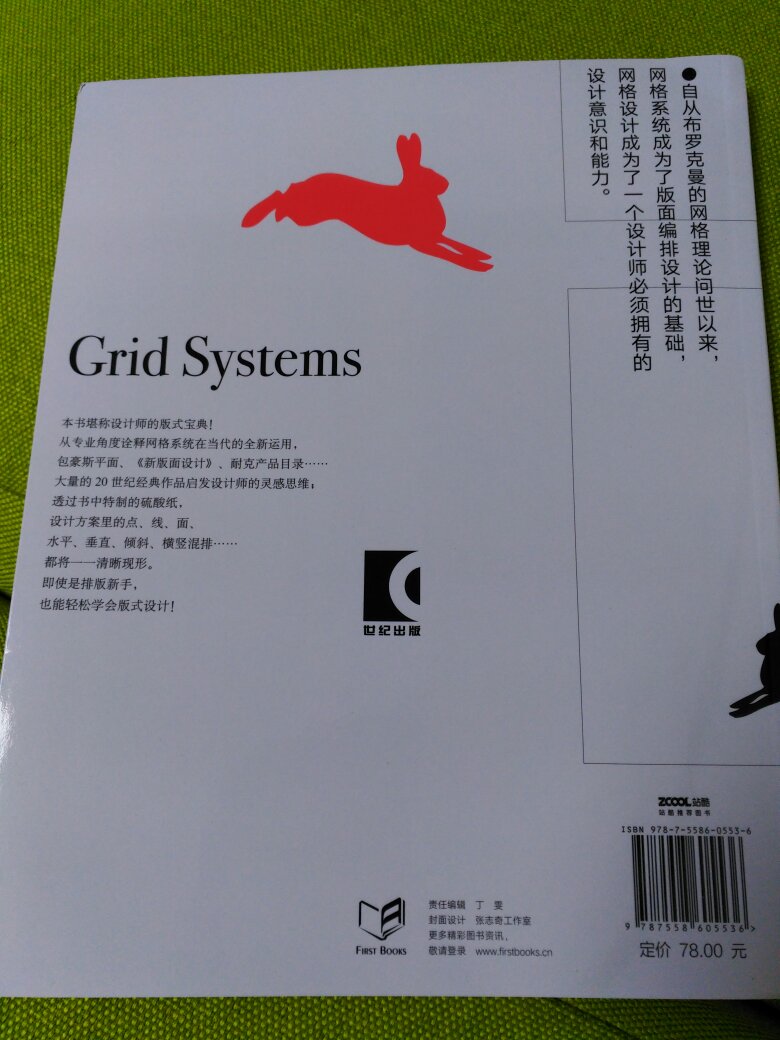 ●自从布罗克曼的网格理论问世以来，
网格系统成为了版面编排设计的基础，
网格设计成为了一个设计师必须拥有的
设计意识和能力。
Grid Systems
本书堪称设计师的版式宝典！
从专业角度诠释网格系统在当代的全新运用，
包豪斯平面、《新版面设计》、耐克产品目录……
大量的 20 世纪经典作品启发设计师的灵感思维；
透过书中特制的硫酸纸，
设计方案里的点、线、面、
水平、垂直、倾斜、横竖混排……
都将一一清晰现形。
即使是排版新手，
也能轻松学会版式设计！
世纪出版
ZCOOL站酷
站酷推荐图书
ISBN 978-7-5586-0553-6
9 787558 605536 >
定价 78.00 元
FIRST BOOKS
责任编辑 丁 雯
封面设计 张志奇工作室
更多精彩图书资讯，
敬请登录 www.firstbooks.cn